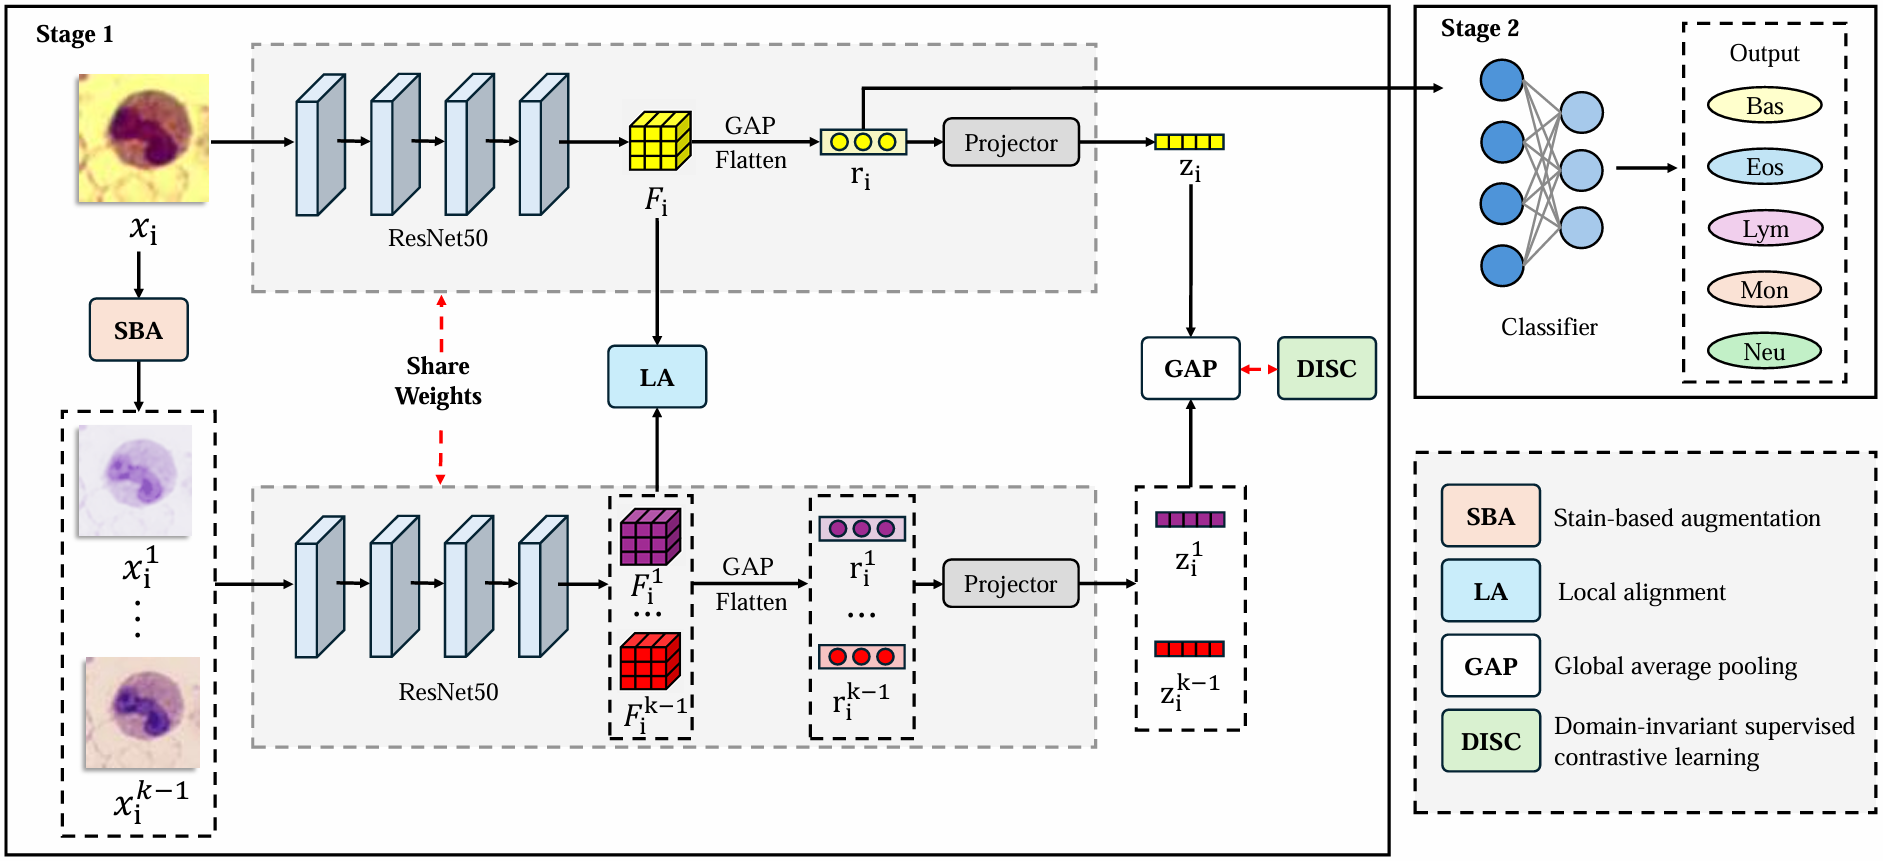 Stage 1
x_i
SBA
x_i^1
⋮
x_i^{k-1}
ResNet50
F_i
GAP
Flatten
r_i
Projector
z_i
Share
Weights
LA
GAP
DISC
ResNet50
F_i^1
...
F_i^{k-1}
GAP
Flatten
r_i^1
...
r_i^{k-1}
Projector
z_i^1
z_i^{k-1}
Stage 2
Classifier
Output
Bas
Eos
Lym
Mon
Neu
SBA Stain-based augmentation
LA Local alignment
GAP Global average pooling
DISC Domain-invariant supervised
contrastive learning